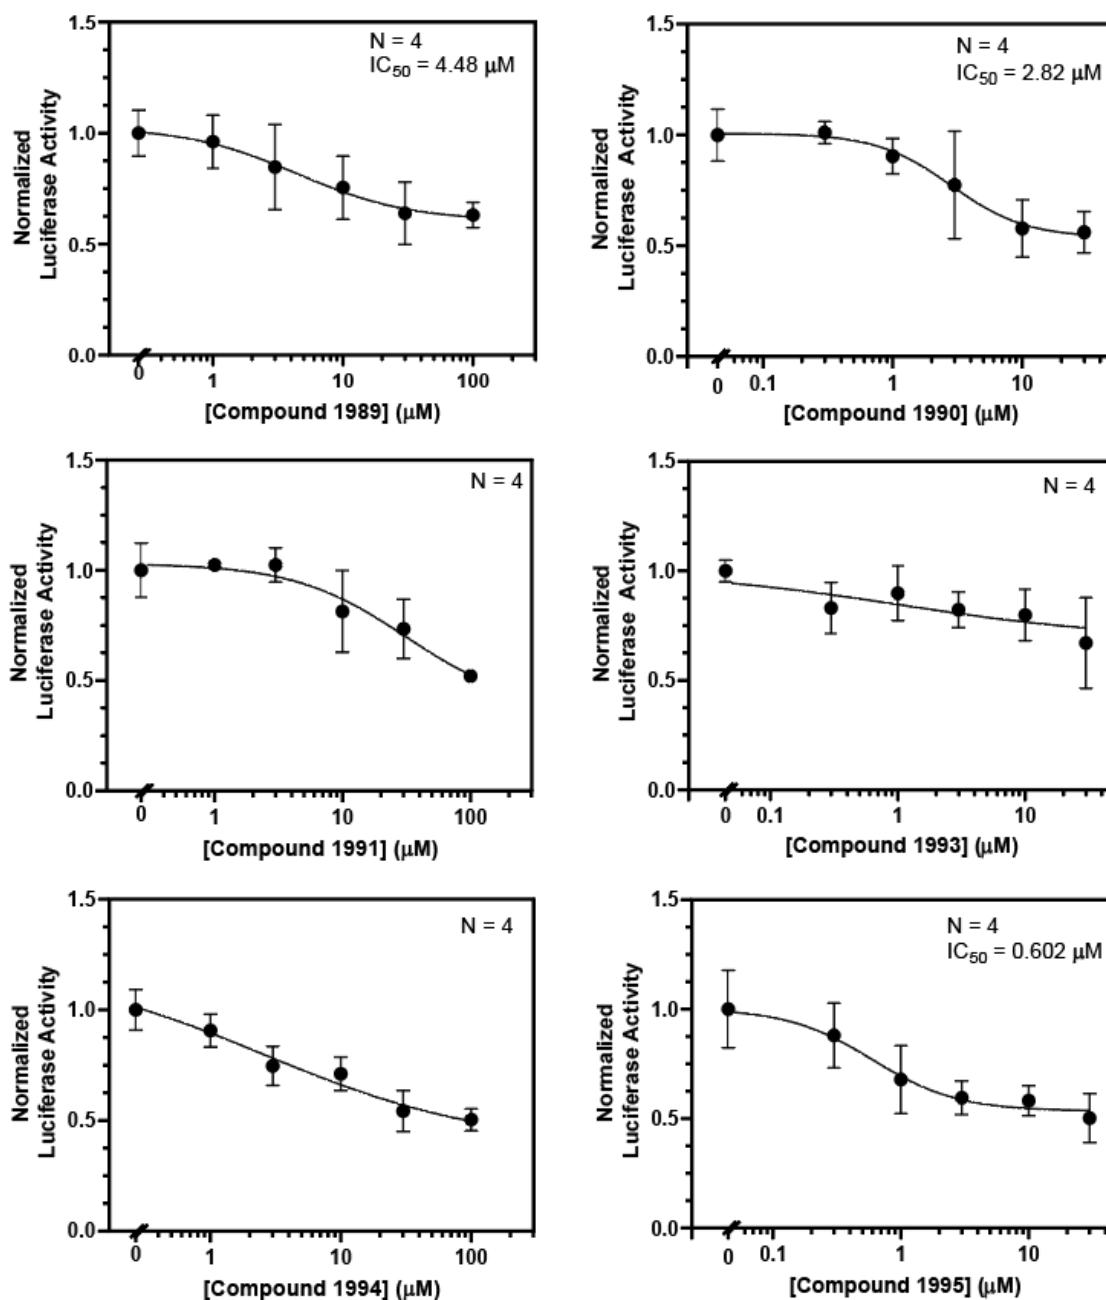 1.5
N = 4
IC50 = 4.48 μM
1.0
0.5
0.0
Normalized
Luciferase Activity
0 1 10 100
[Compound 1989] (μM)
1.5
N = 4
IC50 = 2.82 μM
1.0
0.5
0.0
Normalized
Luciferase Activity
0 0.1 1 10
[Compound 1990] (μM)
1.5
N = 4
1.0
0.5
0.0
Normalized
Luciferase Activity
0 1 10 100
[Compound 1991] (μM)
1.5
N = 4
1.0
0.5
0.0
Normalized
Luciferase Activity
0 0.1 1 10
[Compound 1993] (μM)
1.5
N = 4
1.0
0.5
0.0
Normalized
Luciferase Activity
0 1 10 100
[Compound 1994] (μM)
1.5
N = 4
IC50 = 0.602 μM
1.0
0.5
0.0
Normalized
Luciferase Activity
0 0.1 1 10
[Compound 1995] (μM)